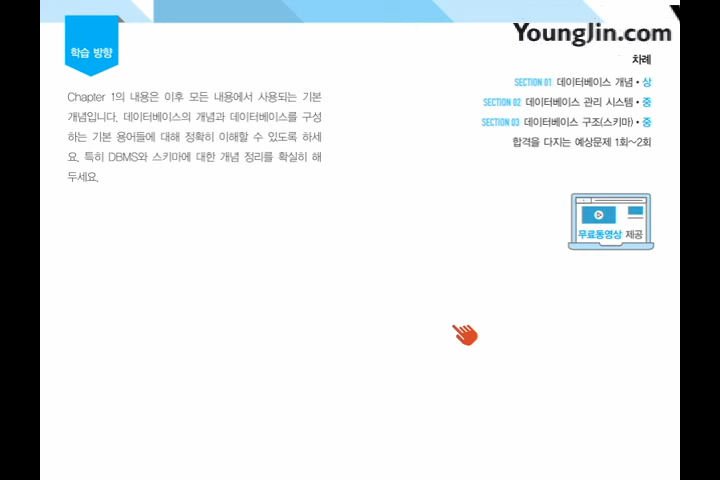 YoungJin.com
학습 방향
차례
SECTION 01 데이터베이스 개념 • 상
SECTION 02 데이터베이스 관리 시스템 • 중
SECTION 03 데이터베이스 구조(스키마) • 중
합격을 다지는 예상문제 1회~2회
Chapter 1의 내용은 이후 모든 내용에서 사용되는 기본
개념입니다. 데이터베이스의 개념과 데이터베이스를 구성
하는 기본 용어들에 대해 정확히 이해할 수 있도록 하세
요. 특히 DBMS와 스키마에 대한 개념 정리를 확실히 해
두세요.
무료동영상 제공